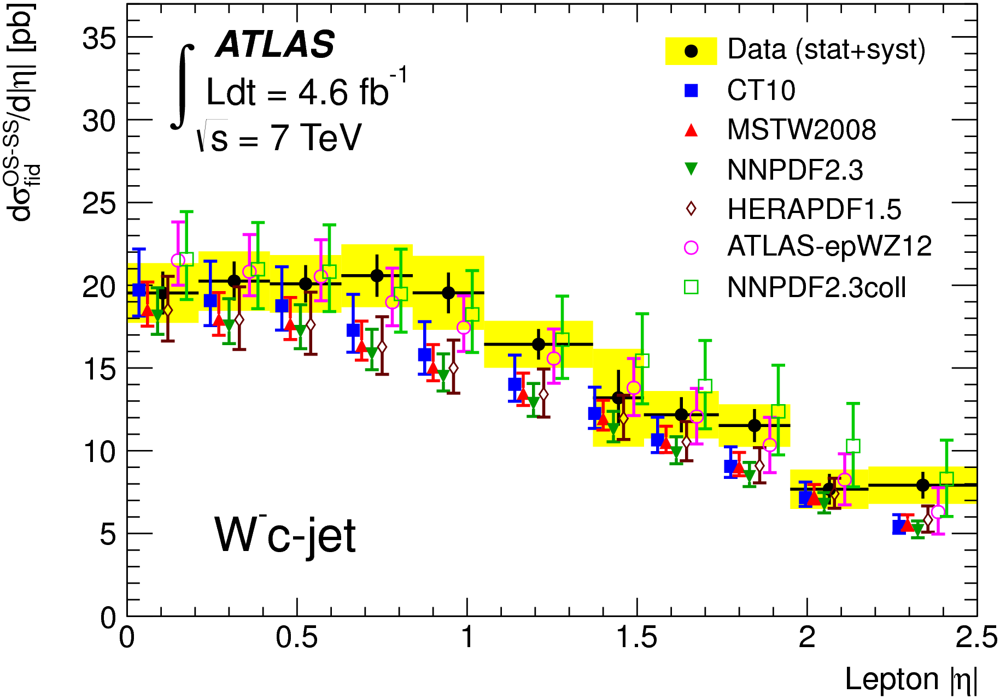 dσ_fid^OS-SS/d|η| [pb]
ATLAS
∫ Ldt = 4.6 fb^-1
√s = 7 TeV
Data (stat+syst)
CT10
MSTW2008
NNPDF2.3
HERAPDF1.5
ATLAS-epWZ12
NNPDF2.3coll
W^-c-jet
35
30
25
20
15
10
5
0
0 0.5 1 1.5 2 2.5
Lepton |η|